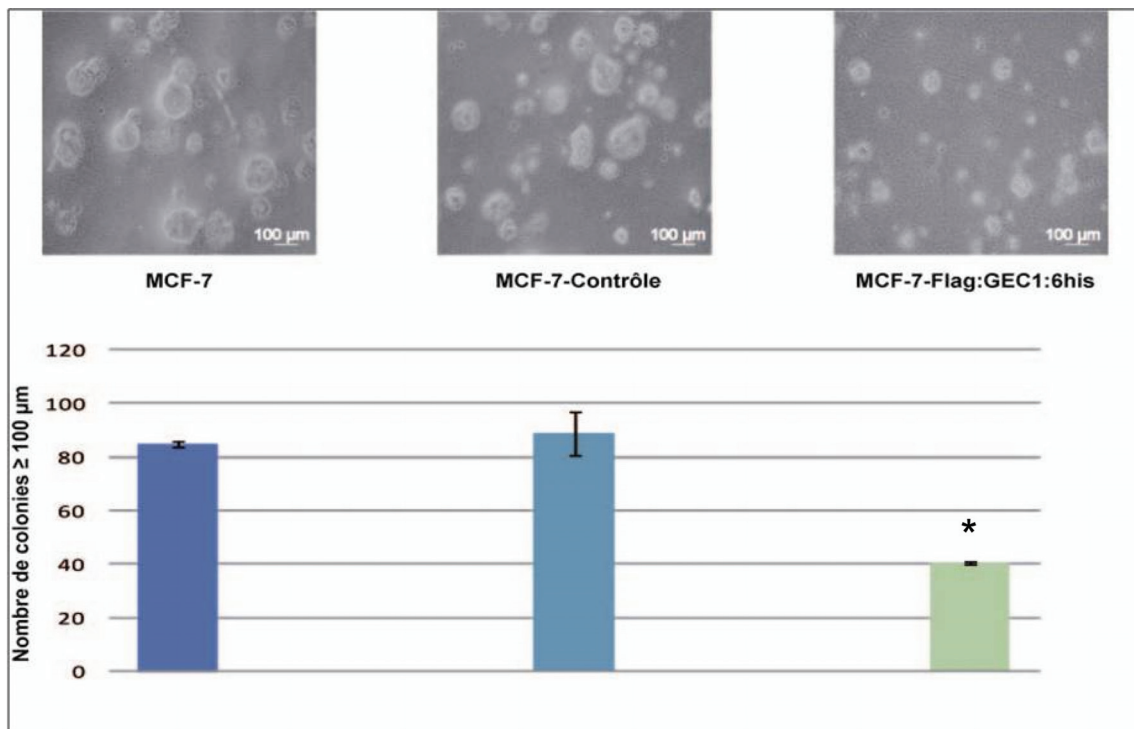 100 µm
100 µm
100 µm
MCF-7
MCF-7-Contrôle
MCF-7-Flag:GEC1:6his
Nombre de colonies ≥ 100 µm
120
100
80
60
40
20
0
*